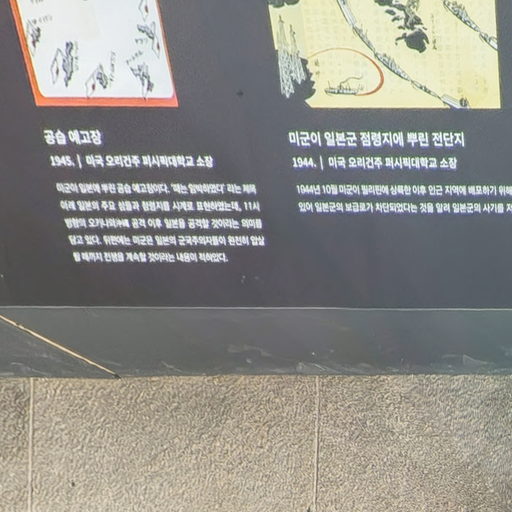 공습 예고장
1945. | 미국 오리건주 퍼시픽대학교 소장
미군이 일본에 뿌린 공습 예고장이다. '때는 임박하였다' 라는 제목
아래 일본의 주요 섬들과 점령지를 시계로 표현하였는데, 11시
방향의 오키나와 공격 이후 일본을 공격할 것이라는 의미를
담고 있다. 뒤편에는 미군은 일본의 군국주의자들이 완전히 항복
될 때까지 전쟁을 계속할 것이라는 내용이 적혀있다.
미군이 일본군 점령지에 뿌린 전단지
1944. | 미국 오리건주 퍼시픽대학교 소장
1944년 10월 미군이 필리핀에 상륙한 이후 인근 지역에 배포하기 위해
있어 일본군의 보급로가 차단되었다는 것을 알려 일본군의 사기를 저